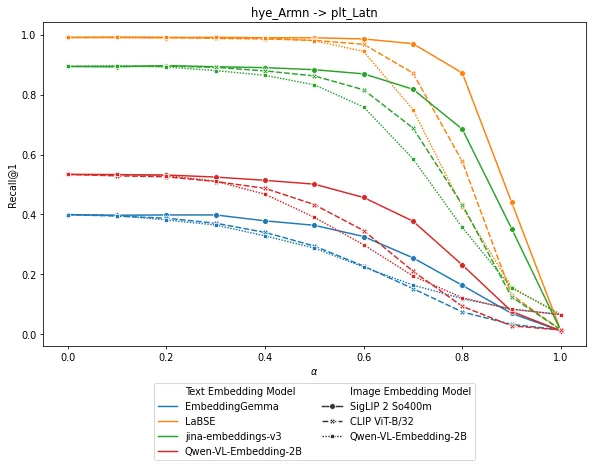 hye_Armn -> plt_Latn
Recall@1
1.0
0.8
0.6
0.4
0.2
0.0
0.0 0.2 0.4 0.6 0.8 1.0
α
Text Embedding Model Image Embedding Model
EmbeddingGemma SigLIP 2 So400m
LaBSE CLIP ViT-B/32
jina-embeddings-v3 Qwen-VL-Embedding-2B
Qwen-VL-Embedding-2B